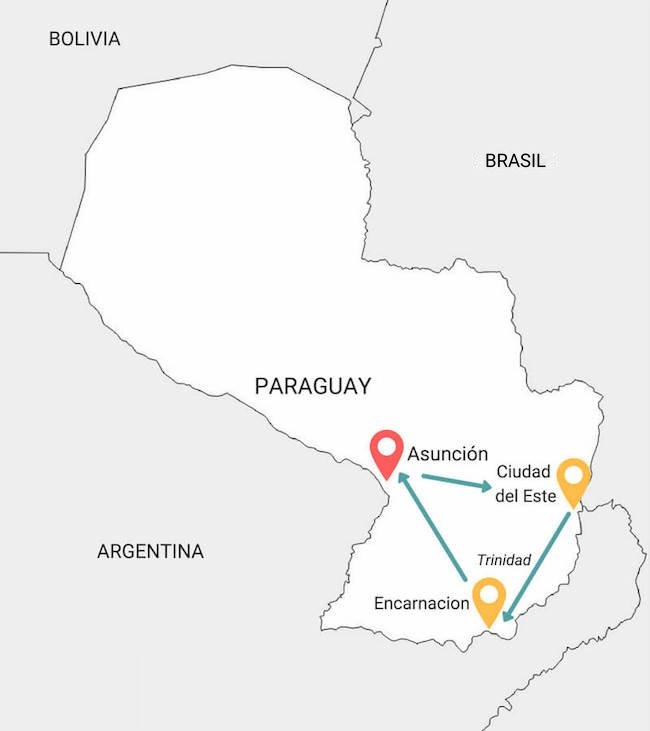 BOLIVIA
BRASIL
PARAGUAY
Asunción
Ciudad
del Este
ARGENTINA
Trinidad
Encarnacion